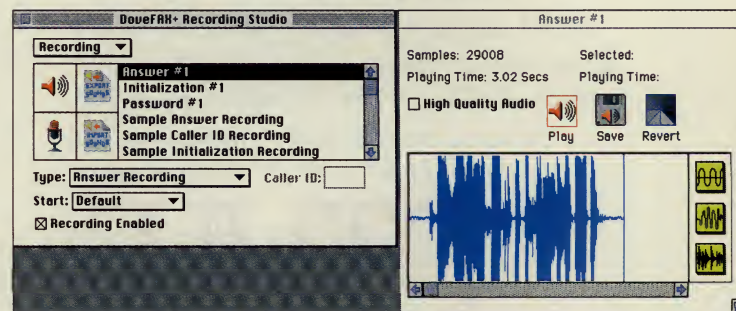 DoveFAX+ Recording Studio
Recording
Answer #1
Initialization #1
Password #1
Sample Answer Recording
Sample Caller ID Recording
Sample Initialization Recording
EXPORT
SOUNDS
Type: Answer Recording
Caller ID:
Start: Default
Recording Enabled
Answer #1
Samples: 29008
Selected:
Playing Time: 3.02 Secs
Playing Time:
High Quality Audio
Play
Save
Revert